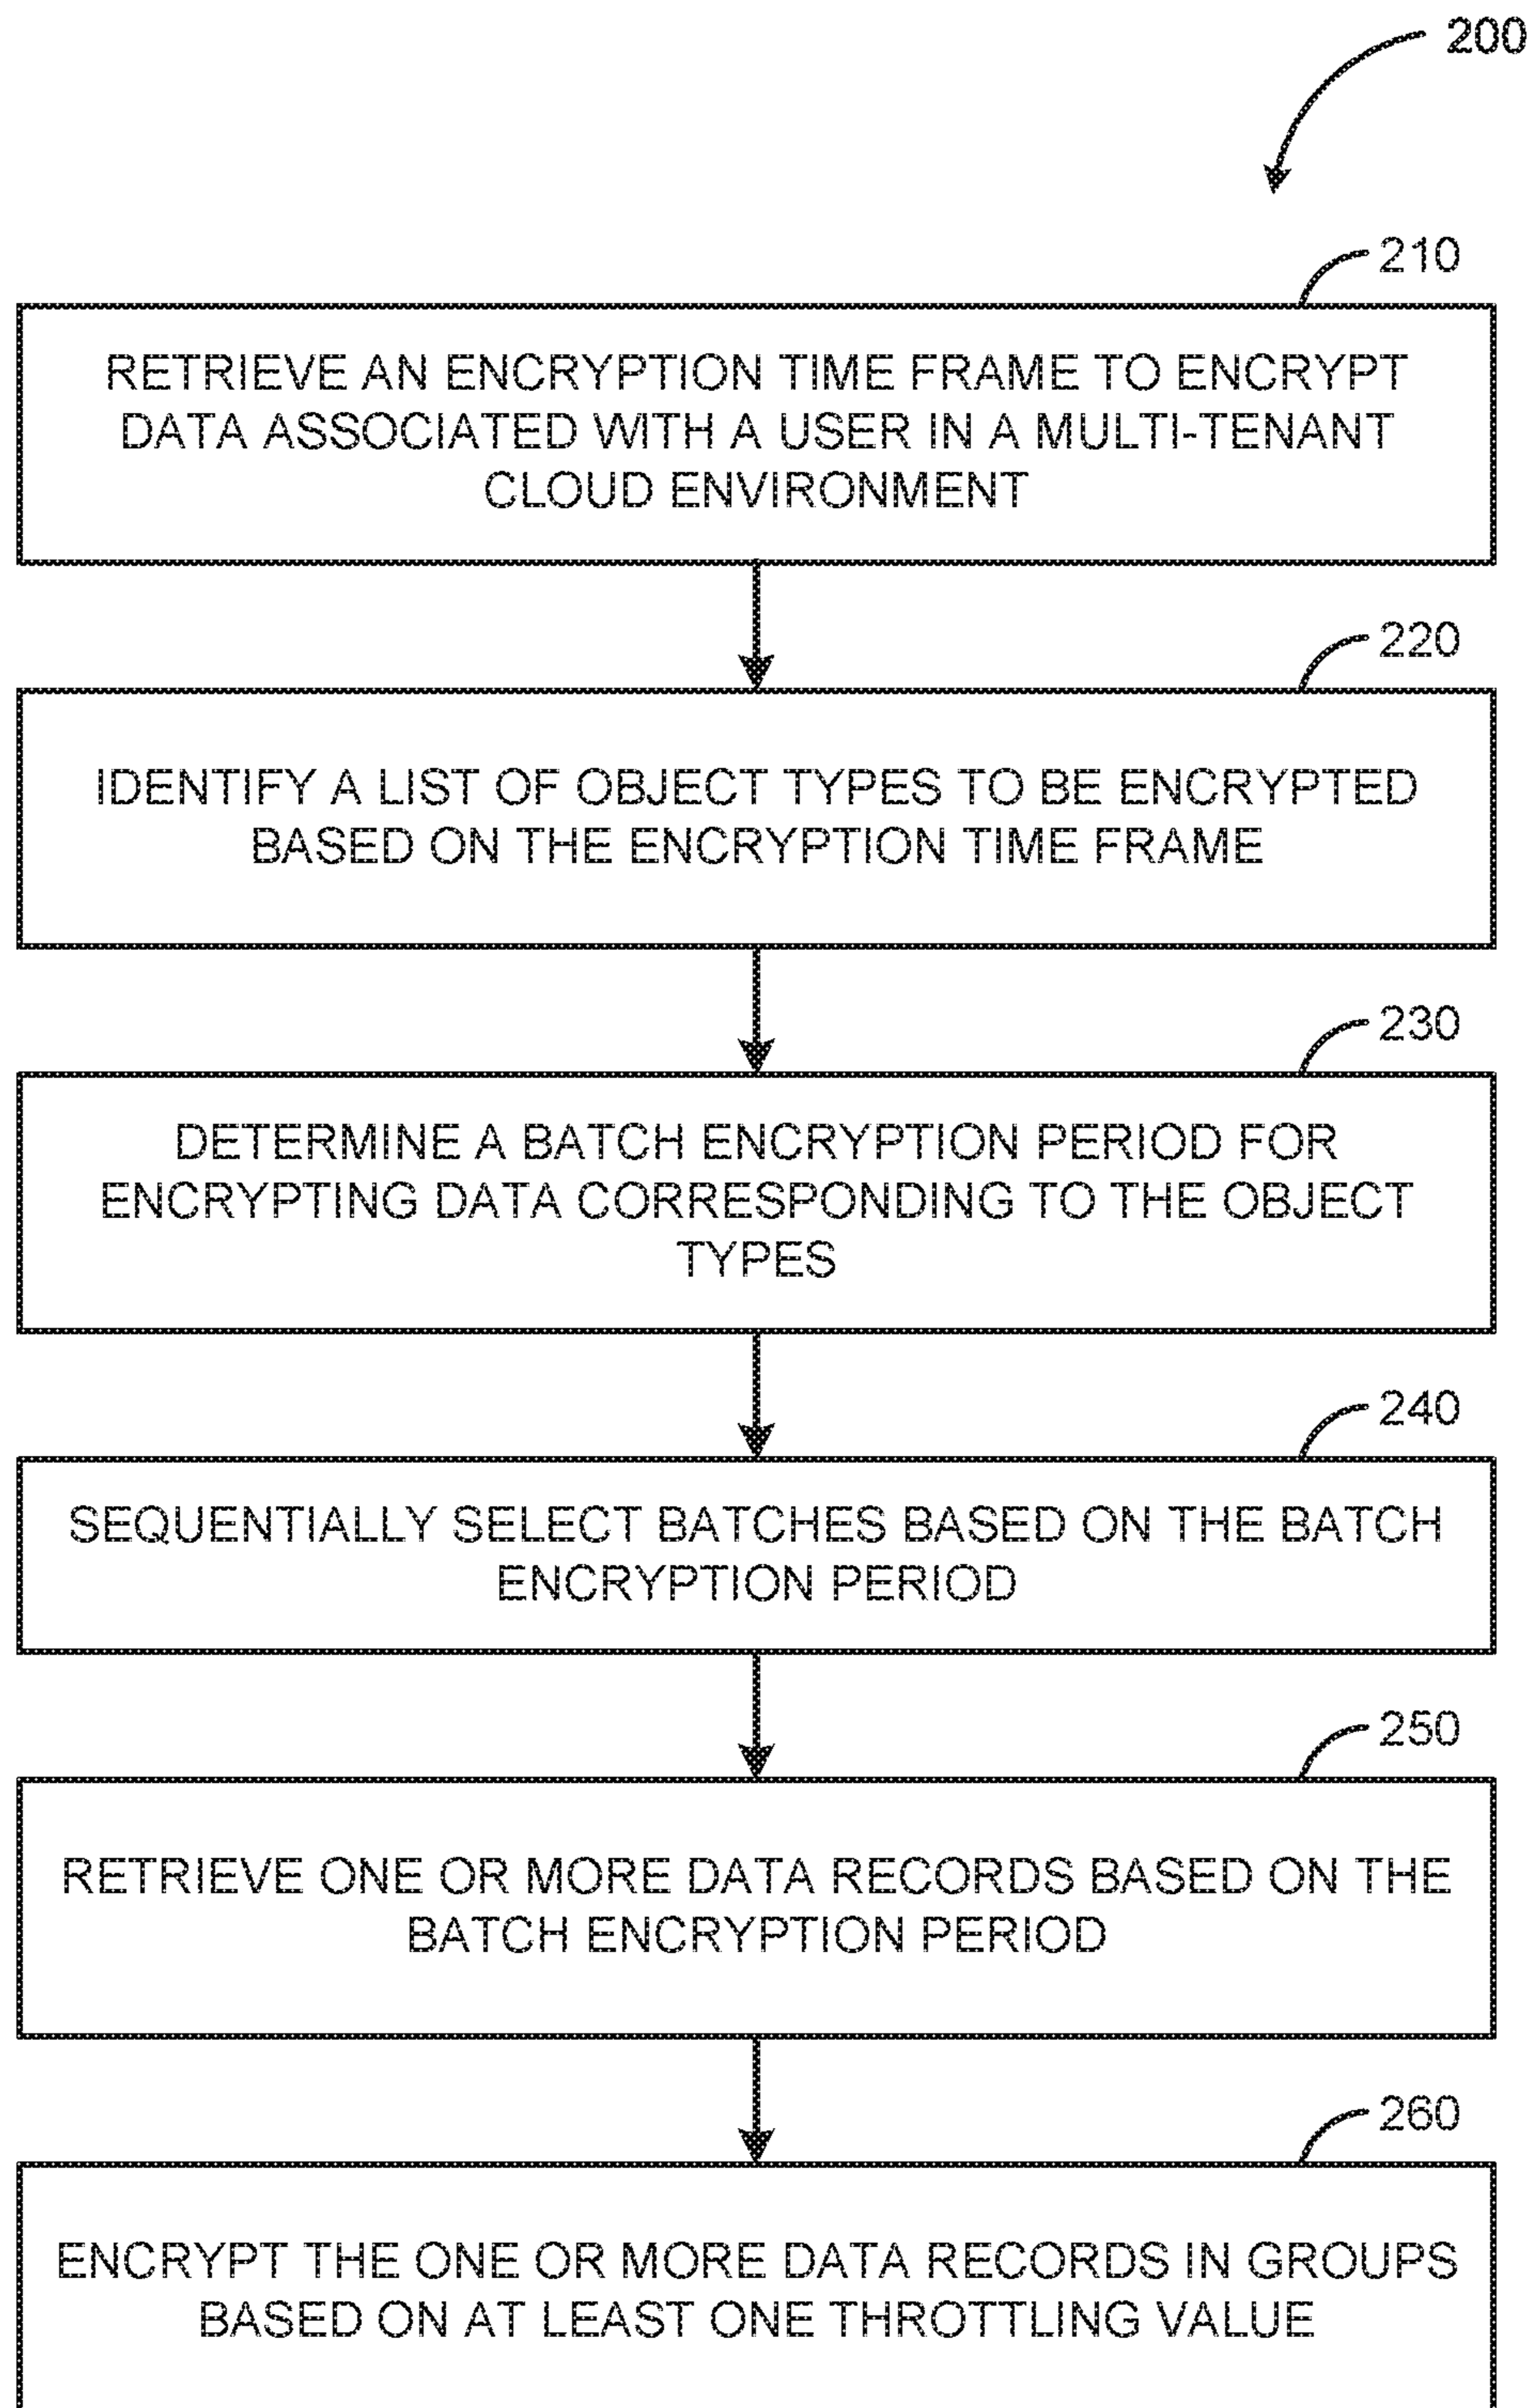 200
210
RETRIEVE AN ENCRYPTION TIME FRAME TO ENCRYPT
DATA ASSOCIATED WITH A USER IN A MULTI-TENANT
CLOUD ENVIRONMENT
220
IDENTIFY A LIST OF OBJECT TYPES TO BE ENCRYPTED
BASED ON THE ENCRYPTION TIME FRAME
230
DETERMINE A BATCH ENCRYPTION PERIOD FOR
ENCRYPTING DATA CORRESPONDING TO THE OBJECT
TYPES
240
SEQUENTIALLY SELECT BATCHES BASED ON THE BATCH
ENCRYPTION PERIOD
250
RETRIEVE ONE OR MORE DATA RECORDS BASED ON THE
BATCH ENCRYPTION PERIOD
260
ENCRYPT THE ONE OR MORE DATA RECORDS IN GROUPS
BASED ON AT LEAST ONE THROTTLING VALUE